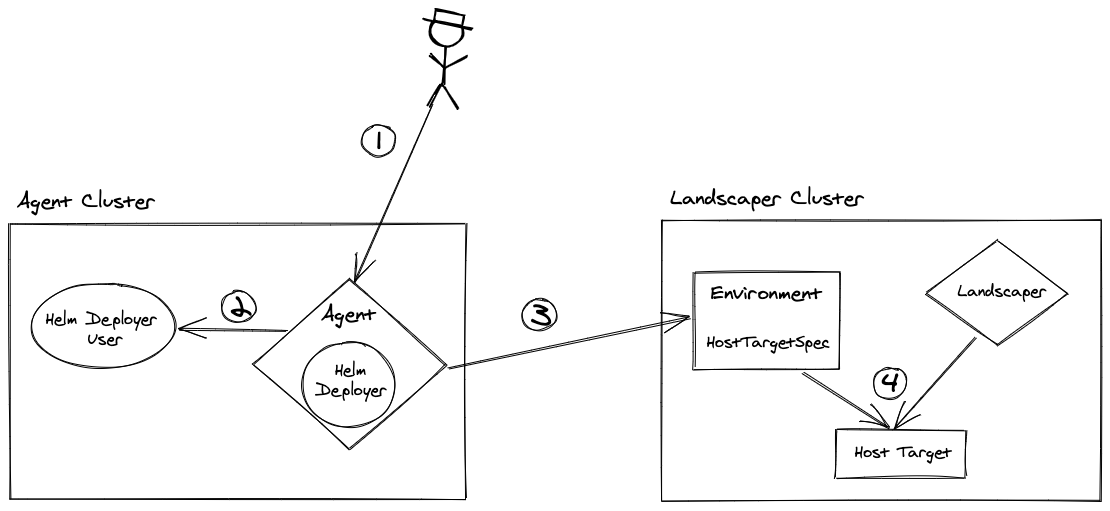 1
Agent Cluster
Landscaper Cluster
Helm Deployer
User
2
Agent
Helm
Deployer
3
Environment
HostTargetSpec
Landscaper
4
Host Target